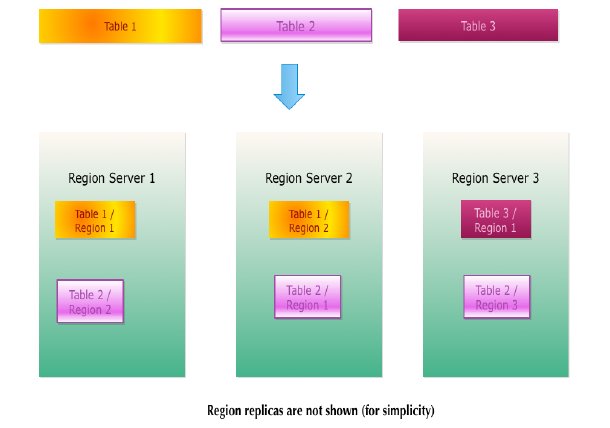 Table 1
Table 2
Table 3
Region Server 1
Region Server 2
Region Server 3
Table 1 /
Region 1
Table 1 /
Region 2
Table 3 /
Region 1
Table 2 /
Region 2
Table 2 /
Region 1
Table 2 /
Region 3
Region replicas are not shown (for simplicity)